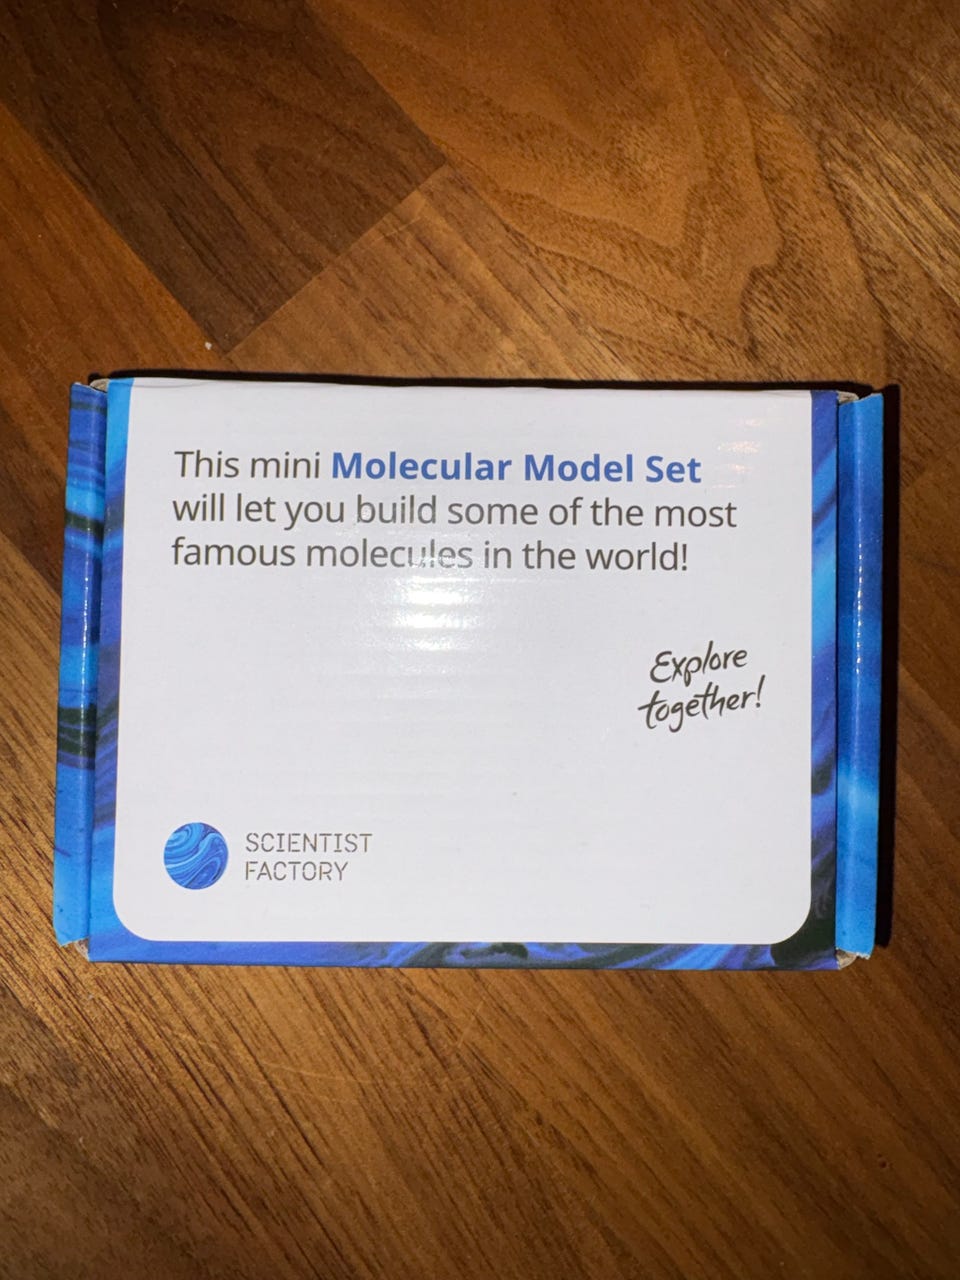 This mini Molecular Model Set
will let you build some of the most
famous molecules in the world!
Explore
together!
SCIENTIST
FACTORY